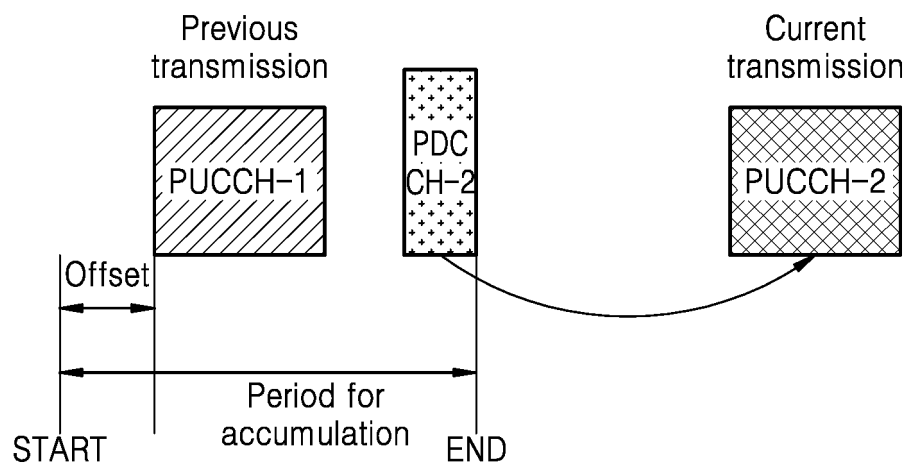 Previous
transmission
Current
transmission
PUCCH-1
PDC
CH-2
PUCCH-2
Offset
Period for
accumulation
START
END